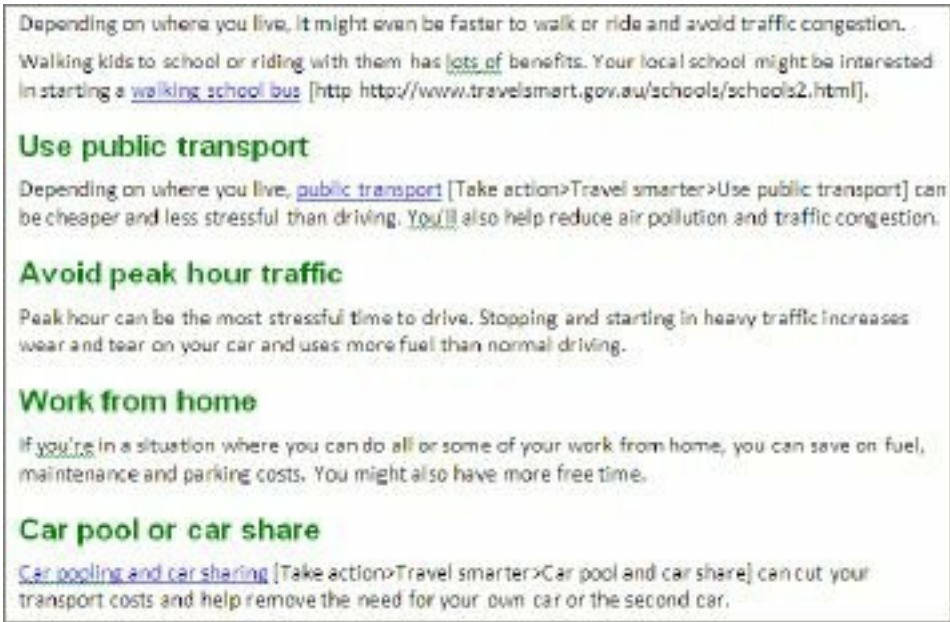 Depending on where you live, it might even be faster to walk or ride and avoid traffic congestion.
Walking kids to school or riding with them has lots of benefits. Your local school might be interested
in starting a walking school bus [http http://www.travelsmart.gov.au/schools/schools2.html].
Use public transport
Depending on where you live, public transport [Take action>Travel smarter>Use public transport] can
be cheaper and less stressful than driving. You'll also help reduce air pollution and traffic congestion.
Avoid peak hour traffic
Peak hour can be the most stressful time to drive. Stopping and starting in heavy traffic increases
wear and tear on your car and uses more fuel than normal driving.
Work from home
If you're in a situation where you can do all or some of your work from home, you can save on fuel,
maintenance and parking costs. You might also have more free time.
Car pool or car share
Car pooling and car sharing [Take action>Travel smarter>Car pool and car share] can cut your
transport costs and help remove the need for your own car or the second car.